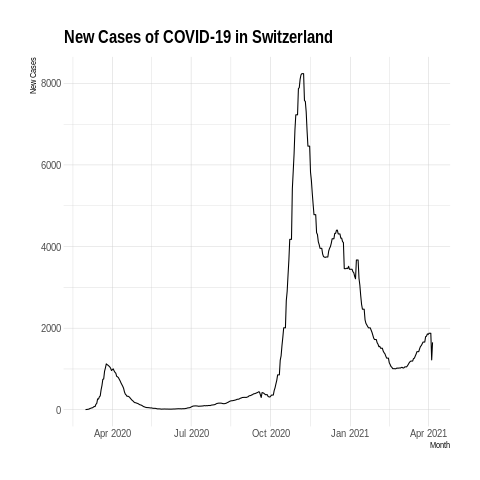 New Cases of COVID-19 in Switzerland
New Cases
8000
6000
4000
2000
0
Apr 2020 Jul 2020 Oct 2020 Jan 2021 Apr 2021
Month